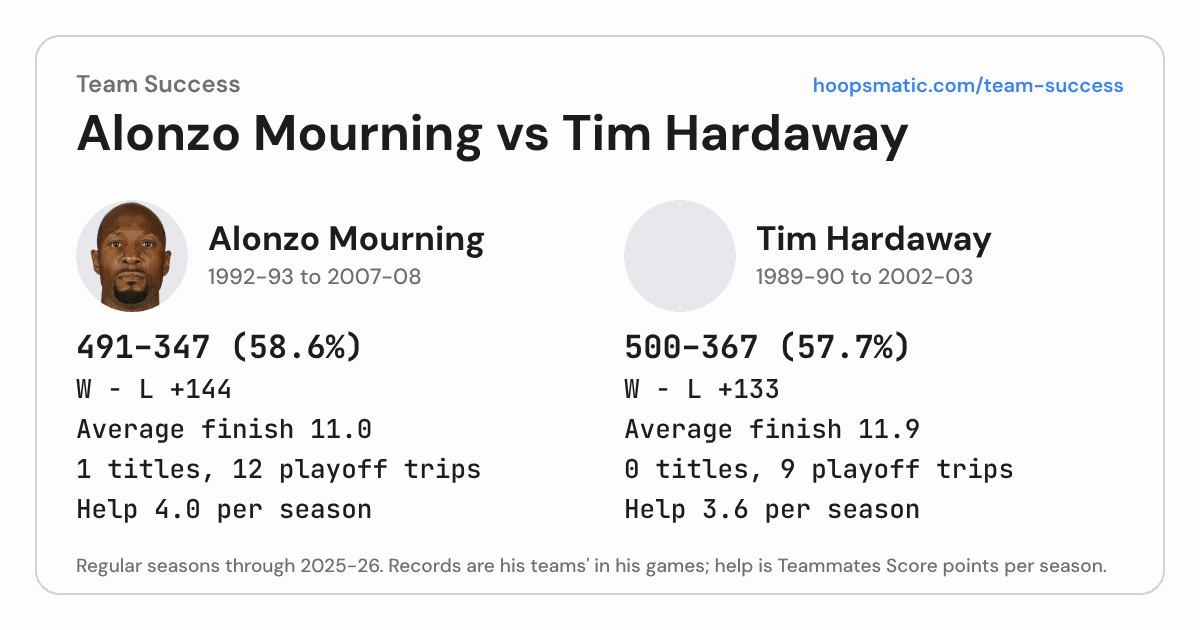 Team Success
hoopsmatic.com/team-success
Alonzo Mourning vs Tim Hardaway
Alonzo Mourning
1992-93 to 2007-08
491-347 (58.6%)
W - L +144
Average finish 11.0
1 titles, 12 playoff trips
Help 4.0 per season
Tim Hardaway
1989-90 to 2002-03
500-367 (57.7%)
W - L +133
Average finish 11.9
0 titles, 9 playoff trips
Help 3.6 per season
Regular seasons through 2025-26. Records are his teams' in his games; help is Teammates Score points per season.